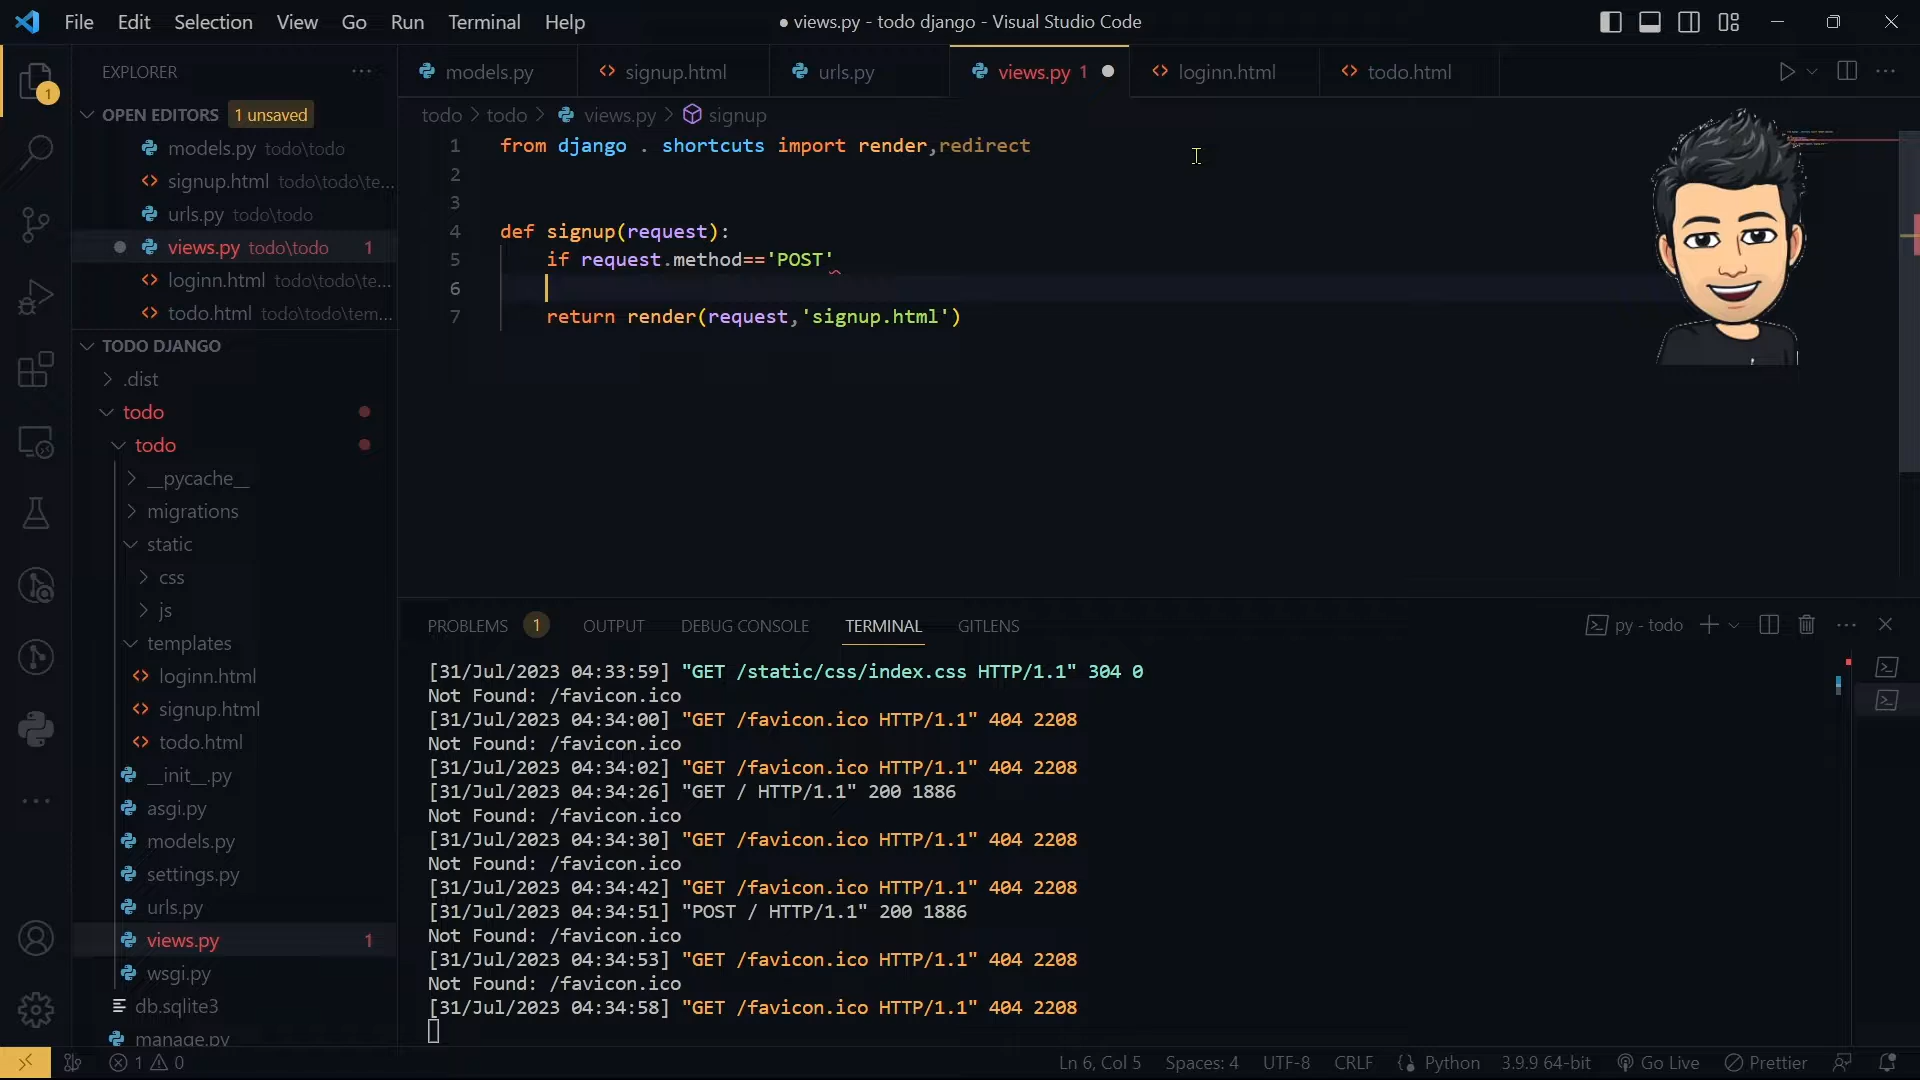 File Edit Selection View Go Run Terminal Help
● views.py - todo django - Visual Studio Code
EXPLORER
1
OPEN EDITORS 1 unsaved
models.py todo\todo
signup.html todo\todo\te...
urls.py todo\todo
views.py todo\todo 1
loginn.html todo\todo\te...
todo.html todo\todo\tem...
TODO DJANGO
.dist
todo
todo
__pycache__
migrations
static
css
js
templates
loginn.html
signup.html
todo.html
__init__.py
asgi.py
models.py
settings.py
urls.py
views.py 1
wsgi.py
db.sqlite3
manage.py
models.py signup.html urls.py views.py 1 loginn.html todo.html
todo > todo > views.py > signup
1 from django . shortcuts import render,redirect
2
3
4 def signup(request):
5 if request.method=='POST'
6
7 return render(request,'signup.html')
PROBLEMS 1 OUTPUT DEBUG CONSOLE TERMINAL GITLENS
py - todo
[31/Jul/2023 04:33:59] "GET /static/css/index.css HTTP/1.1" 304 0
Not Found: /favicon.ico
[31/Jul/2023 04:34:00] "GET /favicon.ico HTTP/1.1" 404 2208
Not Found: /favicon.ico
[31/Jul/2023 04:34:02] "GET /favicon.ico HTTP/1.1" 404 2208
[31/Jul/2023 04:34:26] "GET / HTTP/1.1" 200 1886
Not Found: /favicon.ico
[31/Jul/2023 04:34:30] "GET /favicon.ico HTTP/1.1" 404 2208
Not Found: /favicon.ico
[31/Jul/2023 04:34:42] "GET /favicon.ico HTTP/1.1" 404 2208
[31/Jul/2023 04:34:51] "POST / HTTP/1.1" 200 1886
Not Found: /favicon.ico
[31/Jul/2023 04:34:53] "GET /favicon.ico HTTP/1.1" 404 2208
Not Found: /favicon.ico
[31/Jul/2023 04:34:58] "GET /favicon.ico HTTP/1.1" 404 2208
1 0
Ln 6, Col 5 Spaces: 4 UTF-8 CRLF Python 3.9.9 64-bit Go Live Prettier